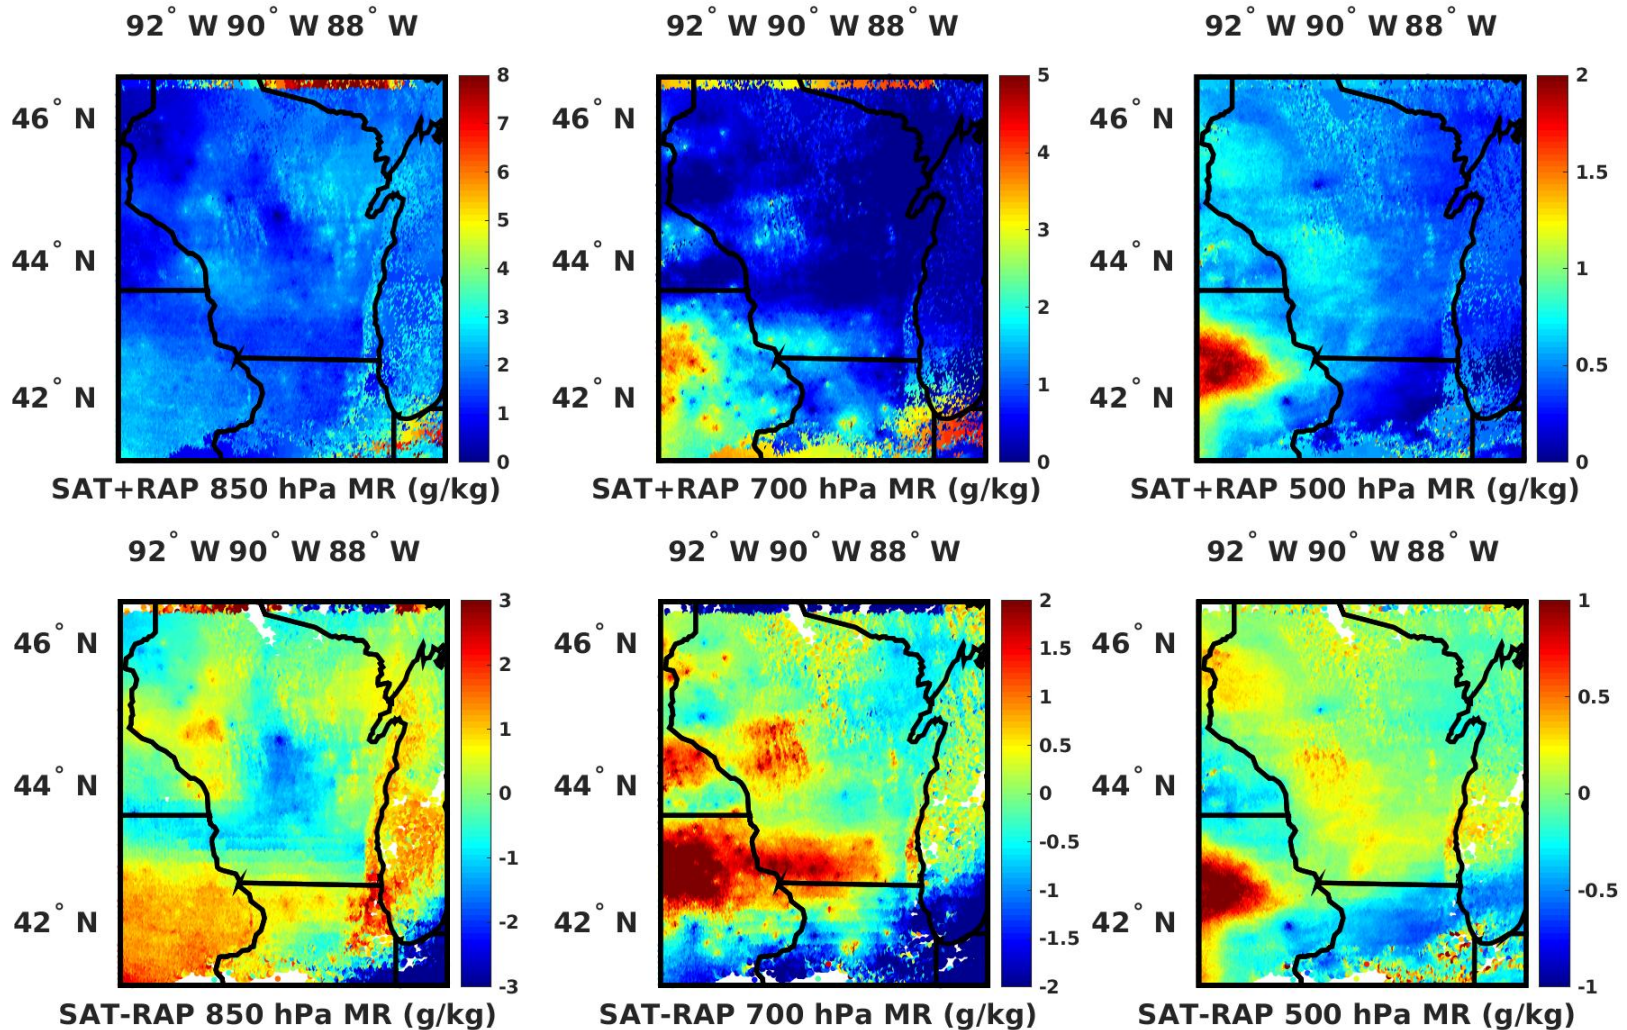 92° W 90° W 88° W
92° W 90° W 88° W
92° W 90° W 88° W
46° N
44° N
42° N
8
7
6
5
4
3
2
1
0
46° N
44° N
42° N
5
4
3
2
1
0
46° N
44° N
42° N
2
1.5
1
0.5
0
SAT+RAP 850 hPa MR (g/kg)
SAT+RAP 700 hPa MR (g/kg)
SAT+RAP 500 hPa MR (g/kg)
92° W 90° W 88° W
92° W 90° W 88° W
92° W 90° W 88° W
46° N
44° N
42° N
3
2
1
0
-1
-2
-3
46° N
44° N
42° N
2
1.5
1
0.5
0
-0.5
-1
-1.5
-2
46° N
44° N
42° N
1
0.5
0
-0.5
-1
SAT-RAP 850 hPa MR (g/kg)
SAT-RAP 700 hPa MR (g/kg)
SAT-RAP 500 hPa MR (g/kg)